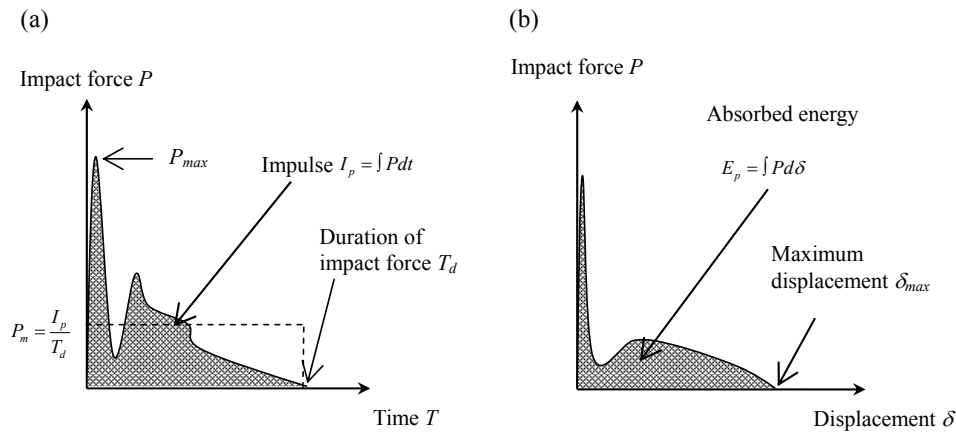 (a)
Impact force P
P_max
Impulse I_p = ∫ Pdt
Duration of
impact force T_d
P_m = I_p / T_d
Time T
(b)
Impact force P
Absorbed energy
E_p = ∫ Pdδ
Maximum
displacement δ_max
Displacement δ